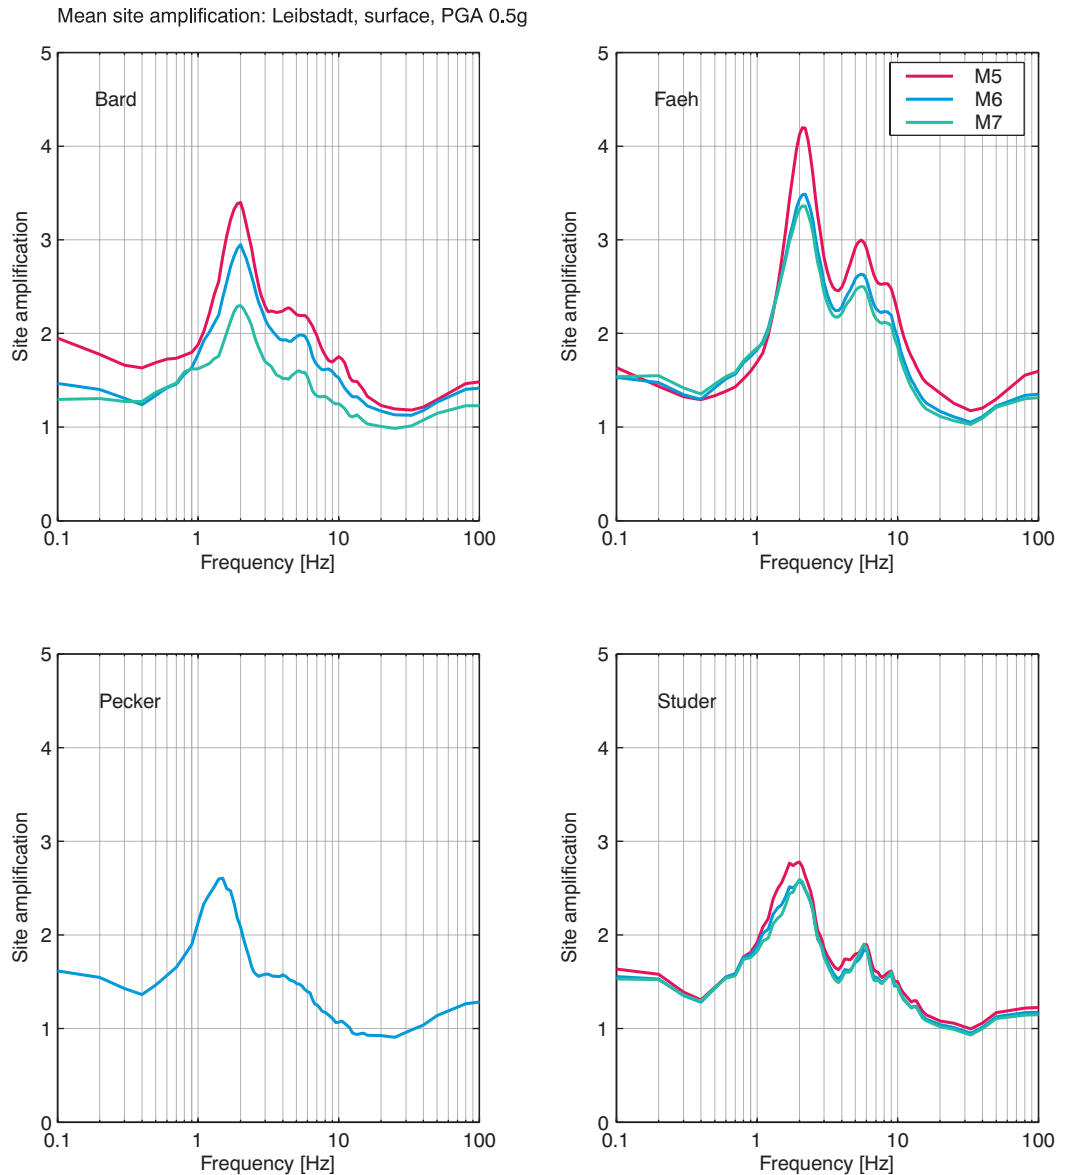 Mean site amplification: Leibstadt, surface, PGA 0.5g
Bard
5
4
3
2
1
0
Site amplification
0.1
1
10
100
Frequency [Hz]
Faeh
M5
M6
M7
5
4
3
2
1
0
Site amplification
0.1
1
10
100
Frequency [Hz]
Pecker
5
4
3
2
1
0
Site amplification
0.1
1
10
100
Frequency [Hz]
Studer
5
4
3
2
1
0
Site amplification
0.1
1
10
100
Frequency [Hz]